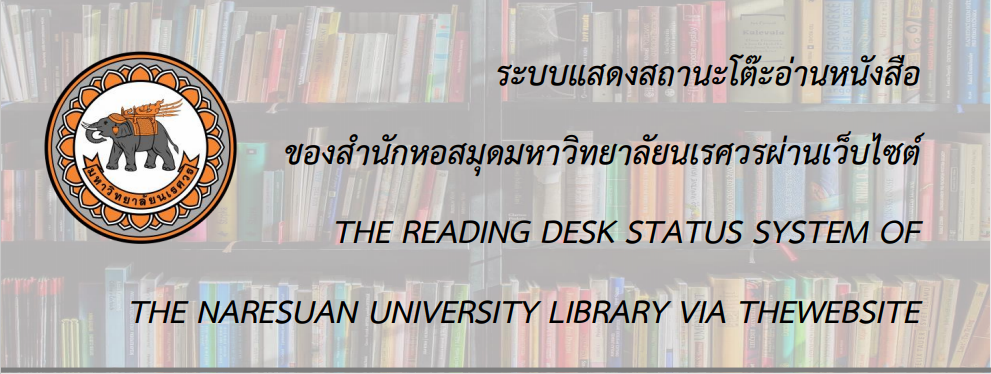 ระบบแสดงสถานะโต๊ะอ่านหนังสือ
ของสำนักหอสมุดมหาวิทยาลัยนเรศวรผ่านเว็บไซต์
THE READING DESK STATUS SYSTEM OF
THE NARESUAN UNIVERSITY LIBRARY VIA THEWEBSITE
มหาวิทยาลัยนเรศวร